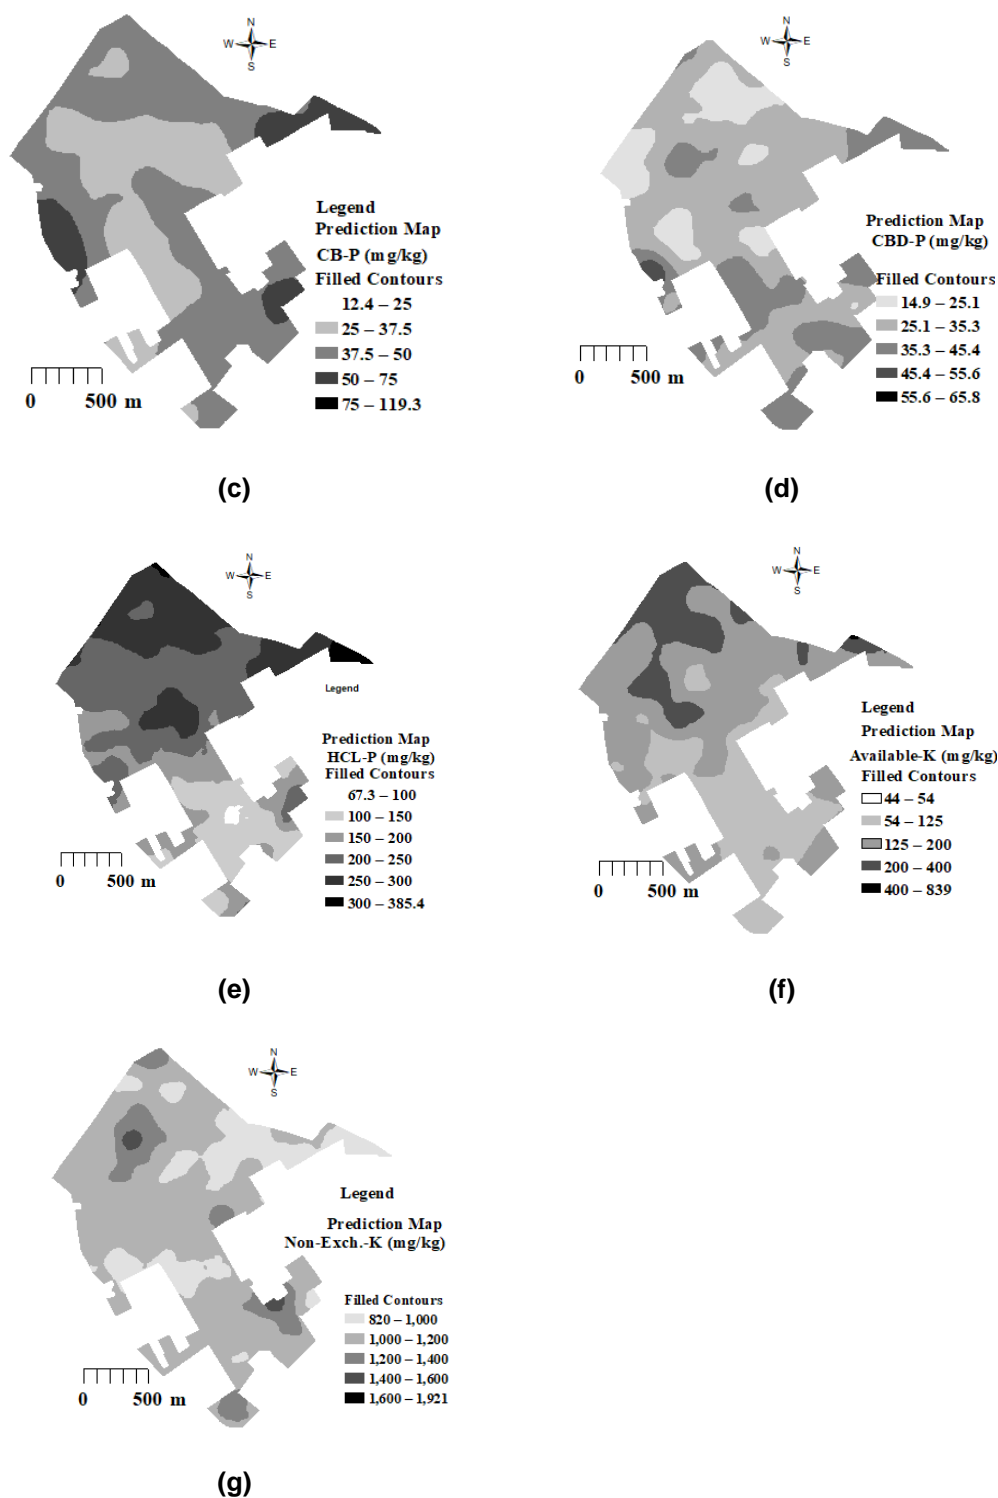 N
W E
S
Legend
Prediction Map
CB-P (mg/kg)
Filled Contours
12.4 – 25
25 – 37.5
37.5 – 50
50 – 75
75 – 119.3
0 500 m
(c)
N
W E
S
Prediction Map
CBD-P (mg/kg)
Filled Contours
14.9 – 25.1
25.1 – 35.3
35.3 – 45.4
45.4 – 55.6
55.6 – 65.8
0 500 m
(d)
N
W E
S
Legend
Prediction Map
HCL-P (mg/kg)
Filled Contours
67.3 – 100
100 – 150
150 – 200
200 – 250
250 – 300
300 – 385.4
0 500 m
(e)
N
W E
S
Legend
Prediction Map
Available-K (mg/kg)
Filled Contours
44 – 54
54 – 125
125 – 200
200 – 400
400 – 839
0 500 m
(f)
N
W E
S
Legend
Prediction Map
Non-Exch.-K (mg/kg)
Filled Contours
820 – 1,000
1,000 – 1,200
1,200 – 1,400
1,400 – 1,600
1,600 – 1,921
0 500 m
(g)